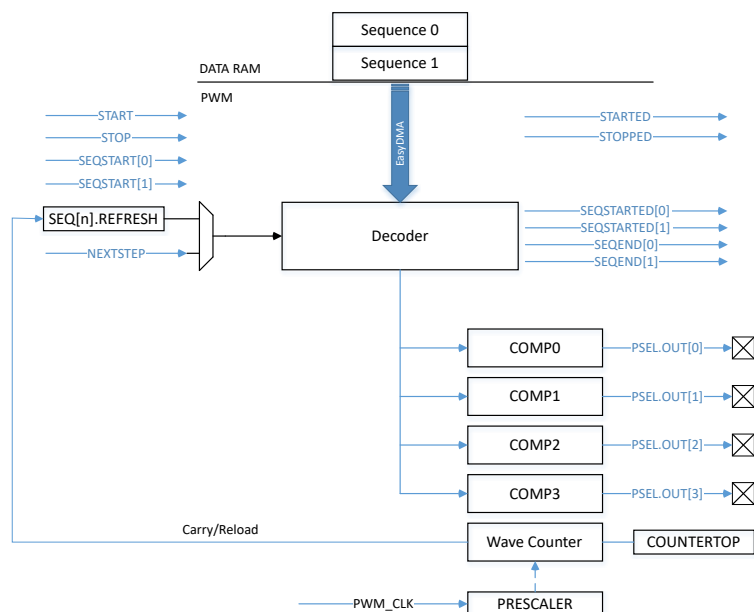 Sequence 0
Sequence 1
DATA RAM
PWM
START
STOP
SEQSTART[0]
SEQSTART[1]
EasyDMA
STARTED
STOPPED
SEQ[n].REFRESH
NEXTSTEP
Decoder
SEQSTARTED[0]
SEQSTARTED[1]
SEQEND[0]
SEQEND[1]
COMP0
PSEL.OUT[0]
COMP1
PSEL.OUT[1]
COMP2
PSEL.OUT[2]
COMP3
PSEL.OUT[3]
Carry/Reload
Wave Counter
COUNTERTOP
PWM_CLK
PRESCALER